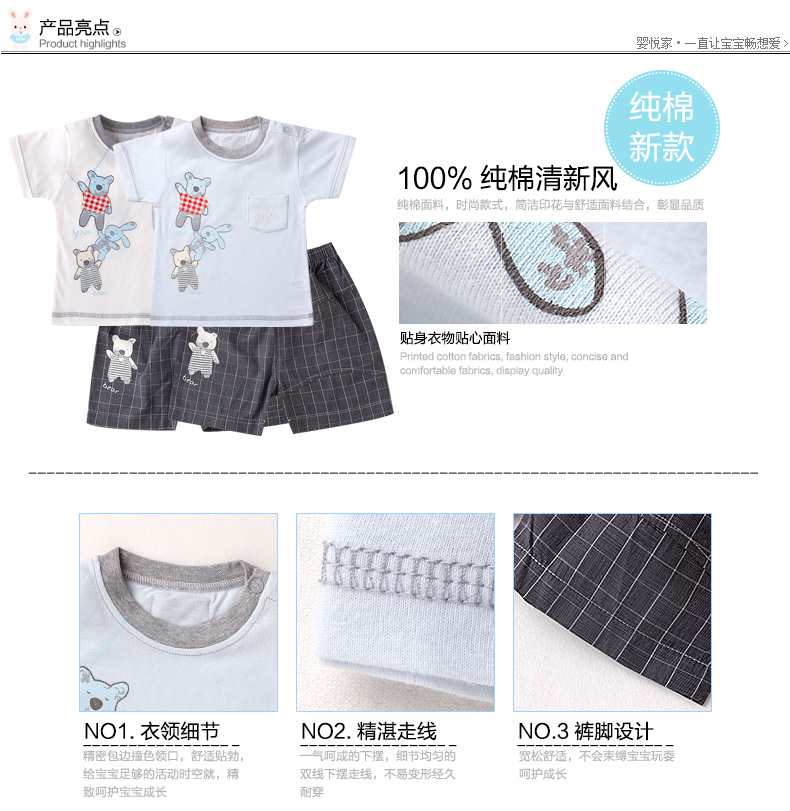 产品亮点
Product highlights
婴悦家•一直让宝宝畅想爱>
纯棉
新款
100% 纯棉清新风
纯棉面料，时尚款式，简洁印花与舒适面料结合，彰显品质
贴身衣物贴心面料
Printed cotton fabrics, fashion style, concise and
comfortable fabrics, display quality
bear
bear
bear
bear
NO1. 衣领细节
精密包边撞色领口，舒适贴勃，
给宝宝足够的活动时空就，精
致呵护宝宝成长
NO2. 精湛走线
一气呵成的下摆，细节均匀的
双线下摆走线，不易变形经久
耐穿
NO.3 裤脚设计
宽松舒适，不会束缚宝宝玩耍
呵护成长